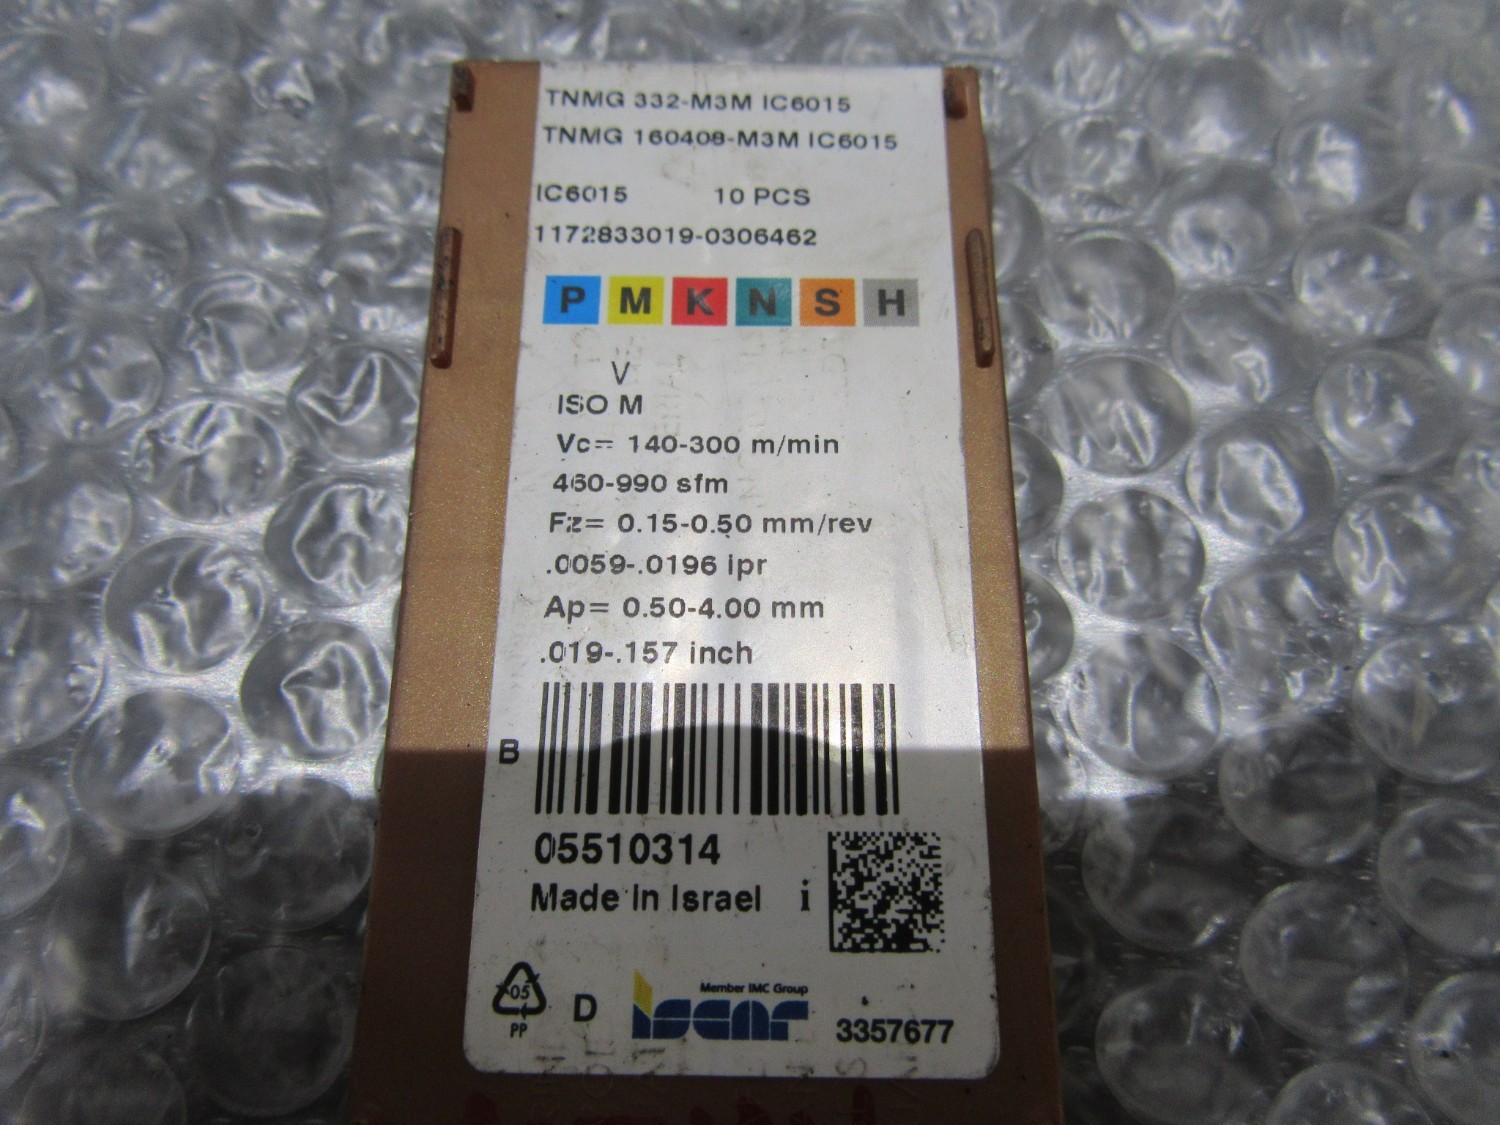 TNMG 332-M3M IC6015
TNMG 160408-M3M IC6015
IC6015 10 PCS
1172833019-0306462
P M K N S H
V
ISO M
Vc= 140-300 m/min
460-990 sfm
Fz= 0.15-0.50 mm/rev
.0059-.0196 ipr
Ap= 0.50-4.00 mm
.019-.157 inch
B
05510314
Made In Israel i
05
PP
D
Member IMC Group
iscar
3357677